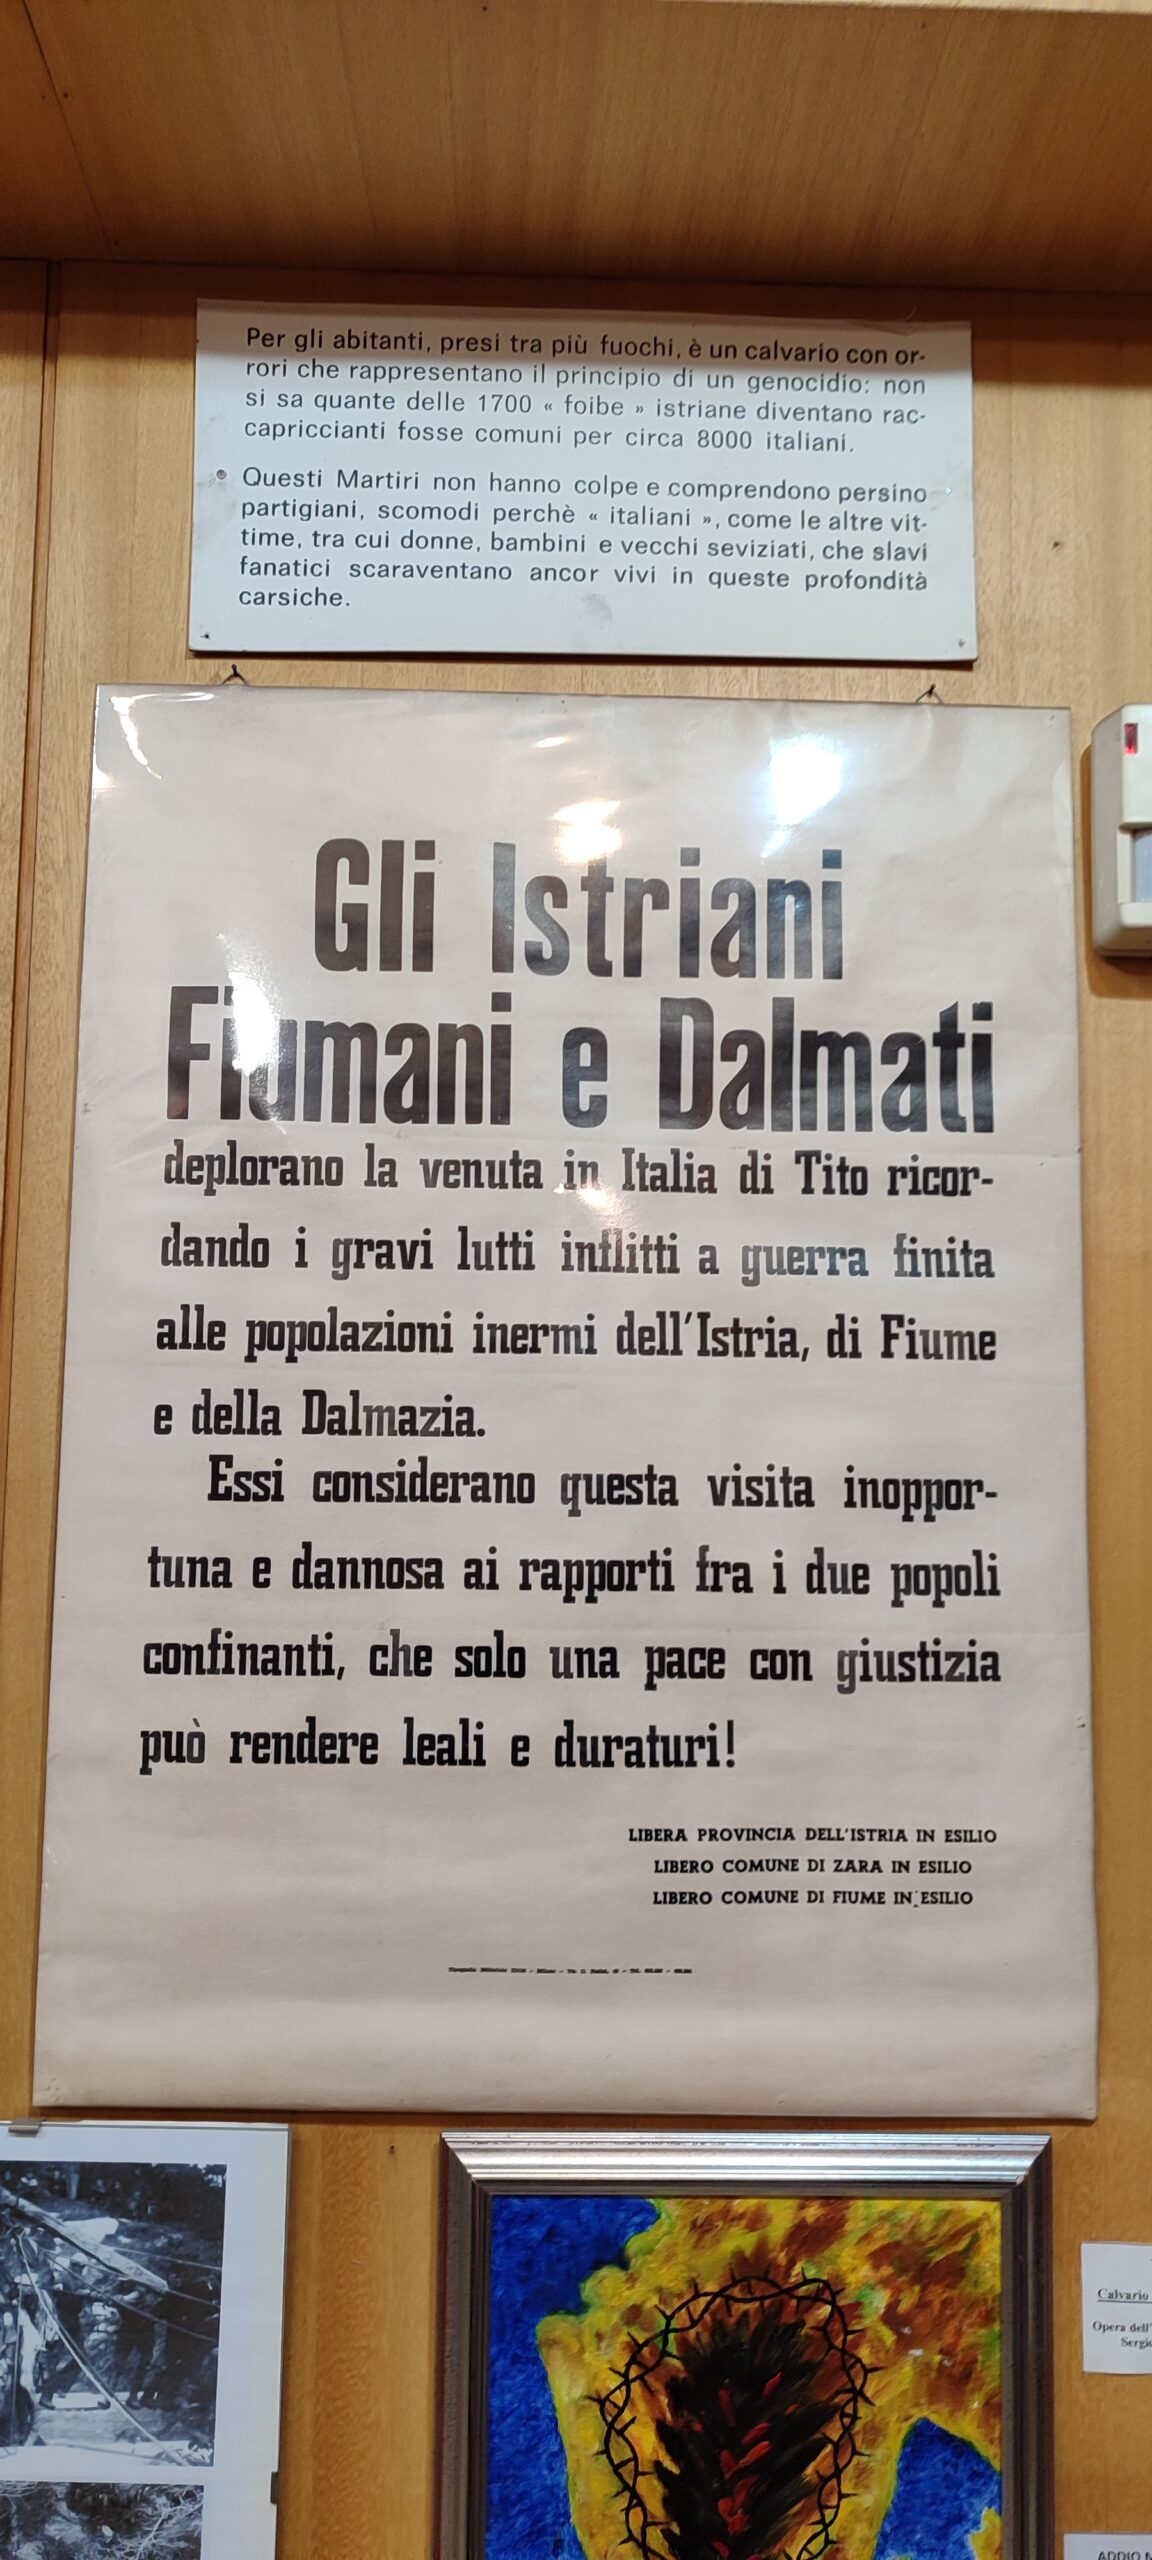 Per gli abitanti, presi tra più fuochi, è un calvario con or-
rori che rappresentano il principio di un genocidio: non
si sa quante delle 1700 « foibe » istriane diventano rac-
capriccianti fosse comuni per circa 8000 italiani.
Questi Martiri non hanno colpe e comprendono persino
partigiani, scomodi perchè « italiani », come le altre vit-
time, tra cui donne, bambini e vecchi seviziati, che slavi
fanatici scaraventano ancor vivi in queste profondità
carsiche.
Gli Istriani
Fiumani e Dalmati
deplorano la venuta in Italia di Tito ricor-
dando i gravi lutti inflitti a guerra finita
alle popolazioni inermi dell'Istria, di Fiume
e della Dalmazia.
Essi considerano questa visita inoppor-
tuna e dannosa ai rapporti fra i due popoli
confinanti, che solo una pace con giustizia
può rendere leali e duraturi!
LIBERA PROVINCIA DELL'ISTRIA IN ESILIO
LIBERO COMUNE DI ZARA IN ESILIO
LIBERO COMUNE DI FIUME IN ESILIO
Calvario
Opera dell'
Sergi
ADDIO